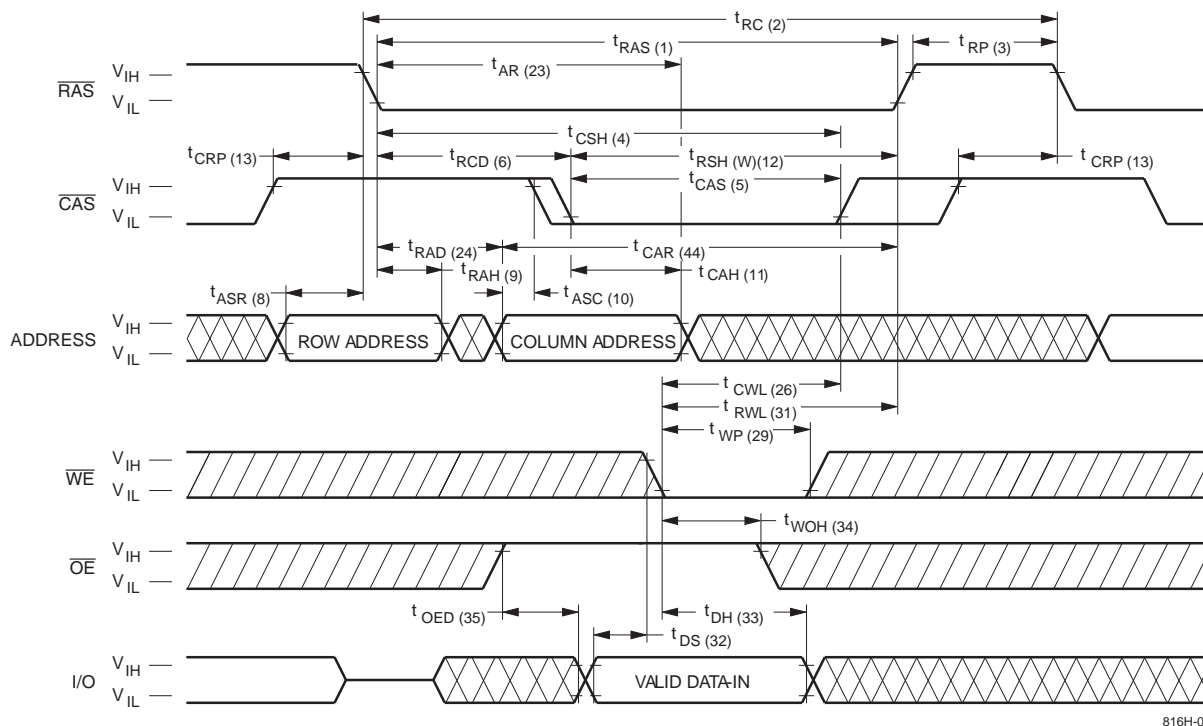 t RC (2)
t RAS (1)
t RP (3)
t AR (23)
RAS
V IH
V IL
t CSH (4)
t CRP (13)
t RCD (6)
t RSH (W)(12)
t CRP (13)
t CAS (5)
CAS
V IH
V IL
t RAD (24)
t CAR (44)
t RAH (9)
t CAH (11)
t ASR (8)
t ASC (10)
ADDRESS
V IH
V IL
ROW ADDRESS
COLUMN ADDRESS
t CWL (26)
t RWL (31)
t WP (29)
WE
V IH
V IL
t WOH (34)
OE
V IH
V IL
t OED (35)
t DH (33)
t DS (32)
I/O
V IH
V IL
VALID DATA-IN